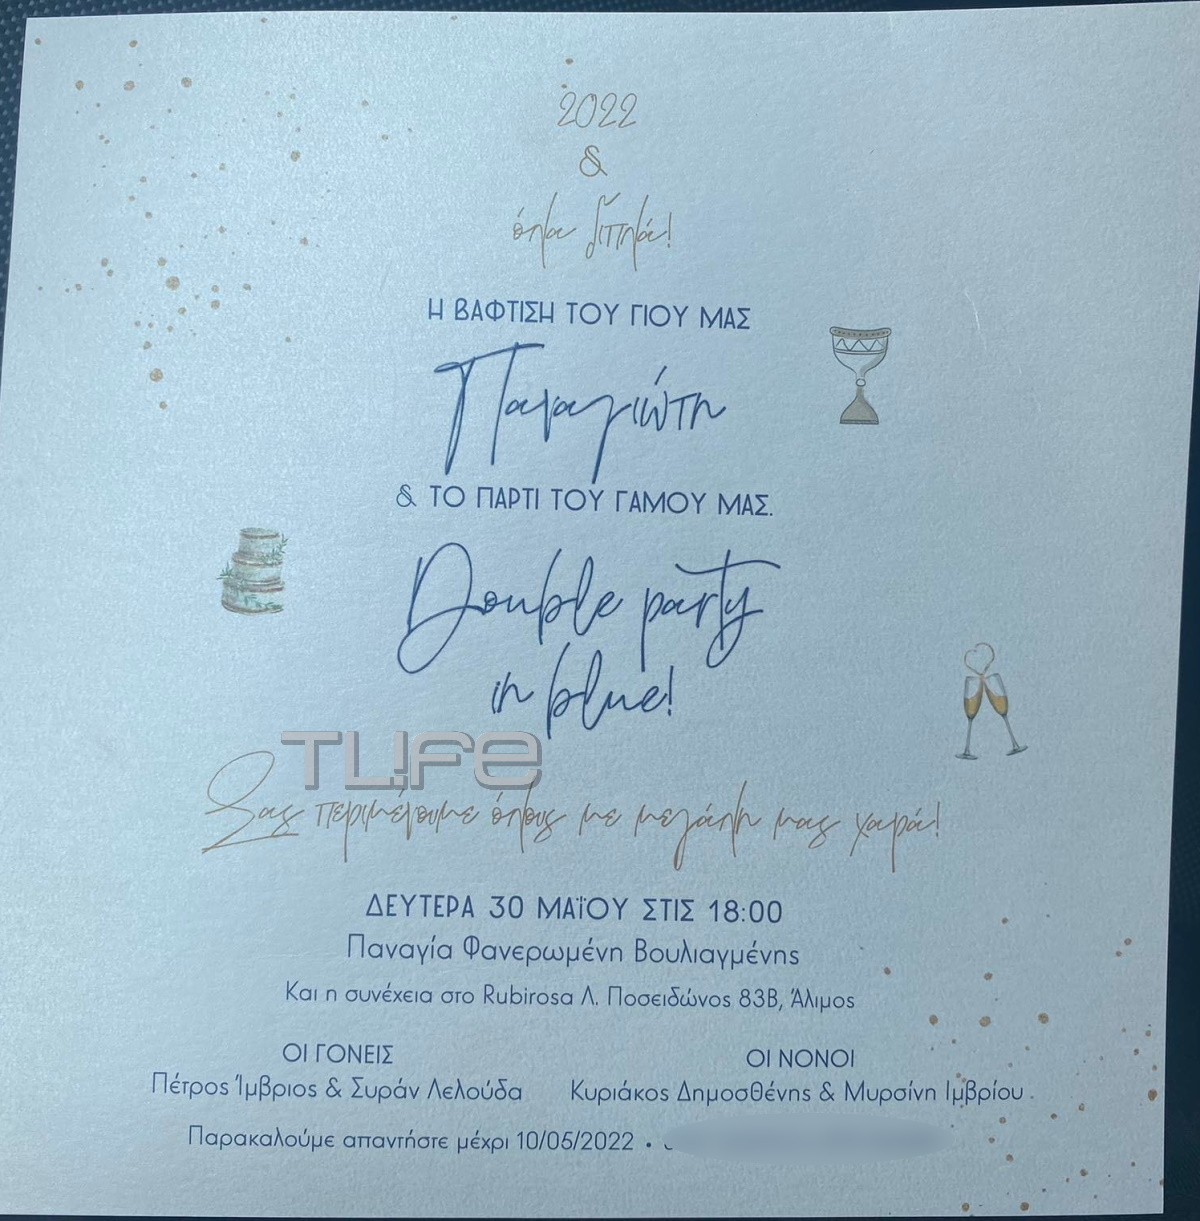 2022
&
όλα διπλά!
Η ΒΑΦΤΙΣΗ ΤΟΥ ΓΙΟΥ ΜΑΣ
Παναγιώτη
& ΤΟ ΠΑΡΤΙ ΤΟΥ ΓΑΜΟΥ ΜΑΣ.
Double party
in blue!
TLiFe
Σας περιμένουμε όλους με μεγάλη μας χαρά!
ΔΕΥΤΕΡΑ 30 ΜΑΪΟΥ ΣΤΙΣ 18:00
Παναγία Φανερωμένη Βουλιαγμένης
Και η συνέχεια στο Rubirosa Λ. Ποσειδώνος 83Β, Άλιμος
ΟΙ ΓΟΝΕΙΣ
Πέτρος Ίμβριος & Συράν Λελούδα
ΟΙ ΝΟΝΟΙ
Κυριάκος Δημοσθένης & Μυρσίνη Ιμβρίου
Παρακαλούμε απαντήστε μέχρι 10/05/2022 •